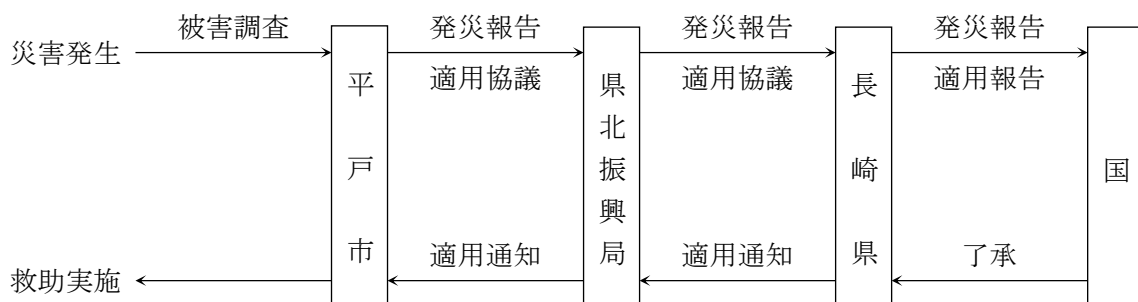 災害発生
被害調査
平戸市
発災報告
適用協議
県北振興局
発災報告
適用協議
長崎県
発災報告
適用報告
国
了承
適用通知
適用通知
救助実施